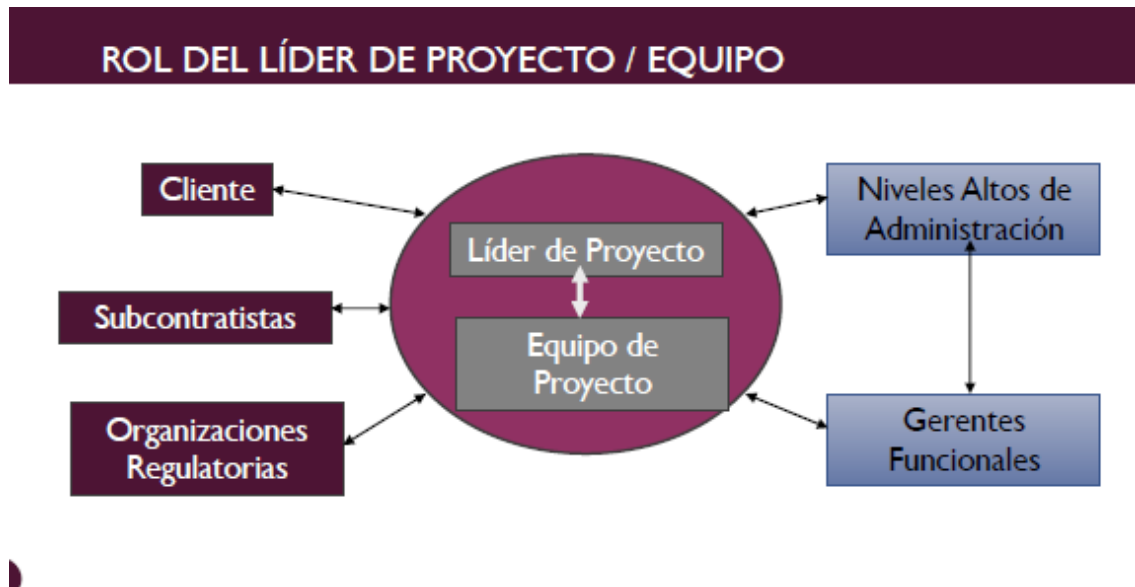 ROL DEL LÍDER DE PROYECTO / EQUIPO
Cliente
Subcontratistas
Organizaciones
Regulatorias
Líder de Proyecto
Equipo de
Proyecto
Niveles Altos de
Administración
Gerentes
Funcionales